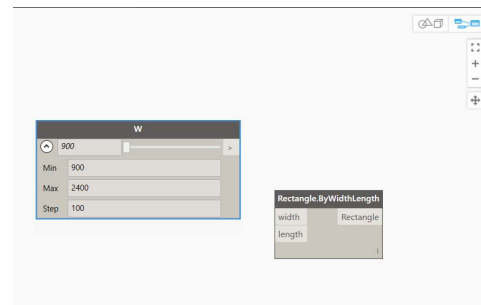 W
900
>
Min 900
Max 2400
Step 100
Rectangle.ByWidthLength
width Rectangle
length